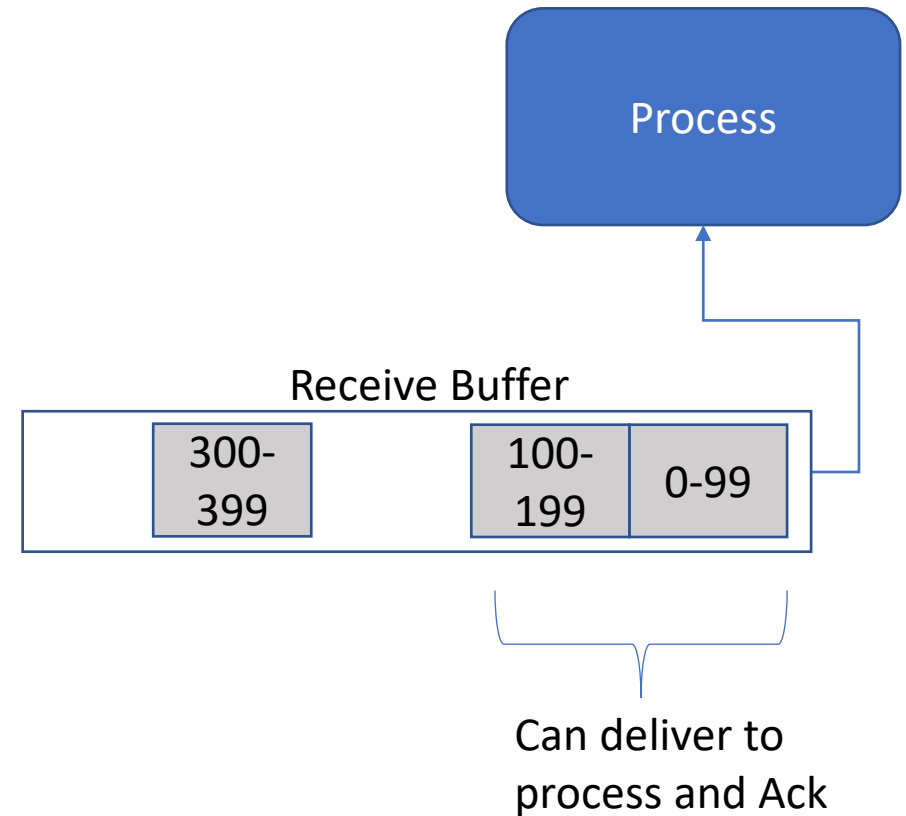 Process
Receive Buffer
300-
399
100-
199
0-99
Can deliver to
process and Ack